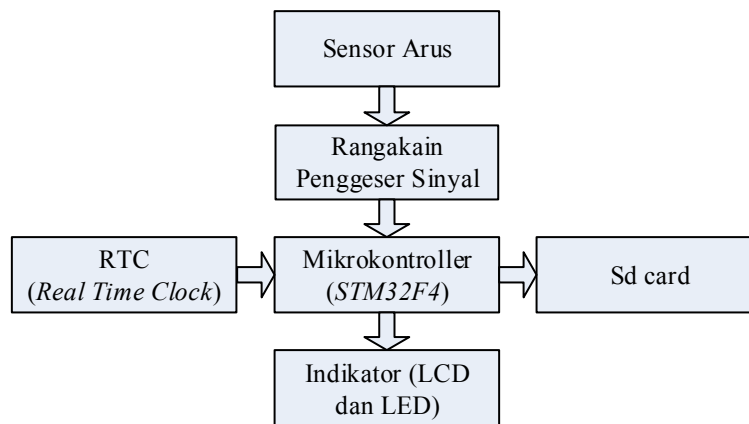 Sensor Arus
Rangakain
Penggeser Sinyal
RTC
(Real Time Clock)
Mikrokontroller
(STM32F4)
Sd card
Indikator (LCD
dan LED)